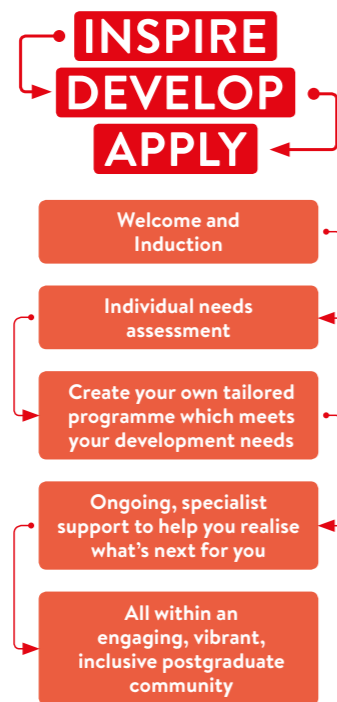 INSPIRE
DEVELOP
APPLY
Welcome and
Induction
Individual needs
assessment
Create your own tailored
programme which meets
your development needs
Ongoing, specialist
support to help you realise
what's next for you
All within an
engaging, vibrant,
inclusive postgraduate
community